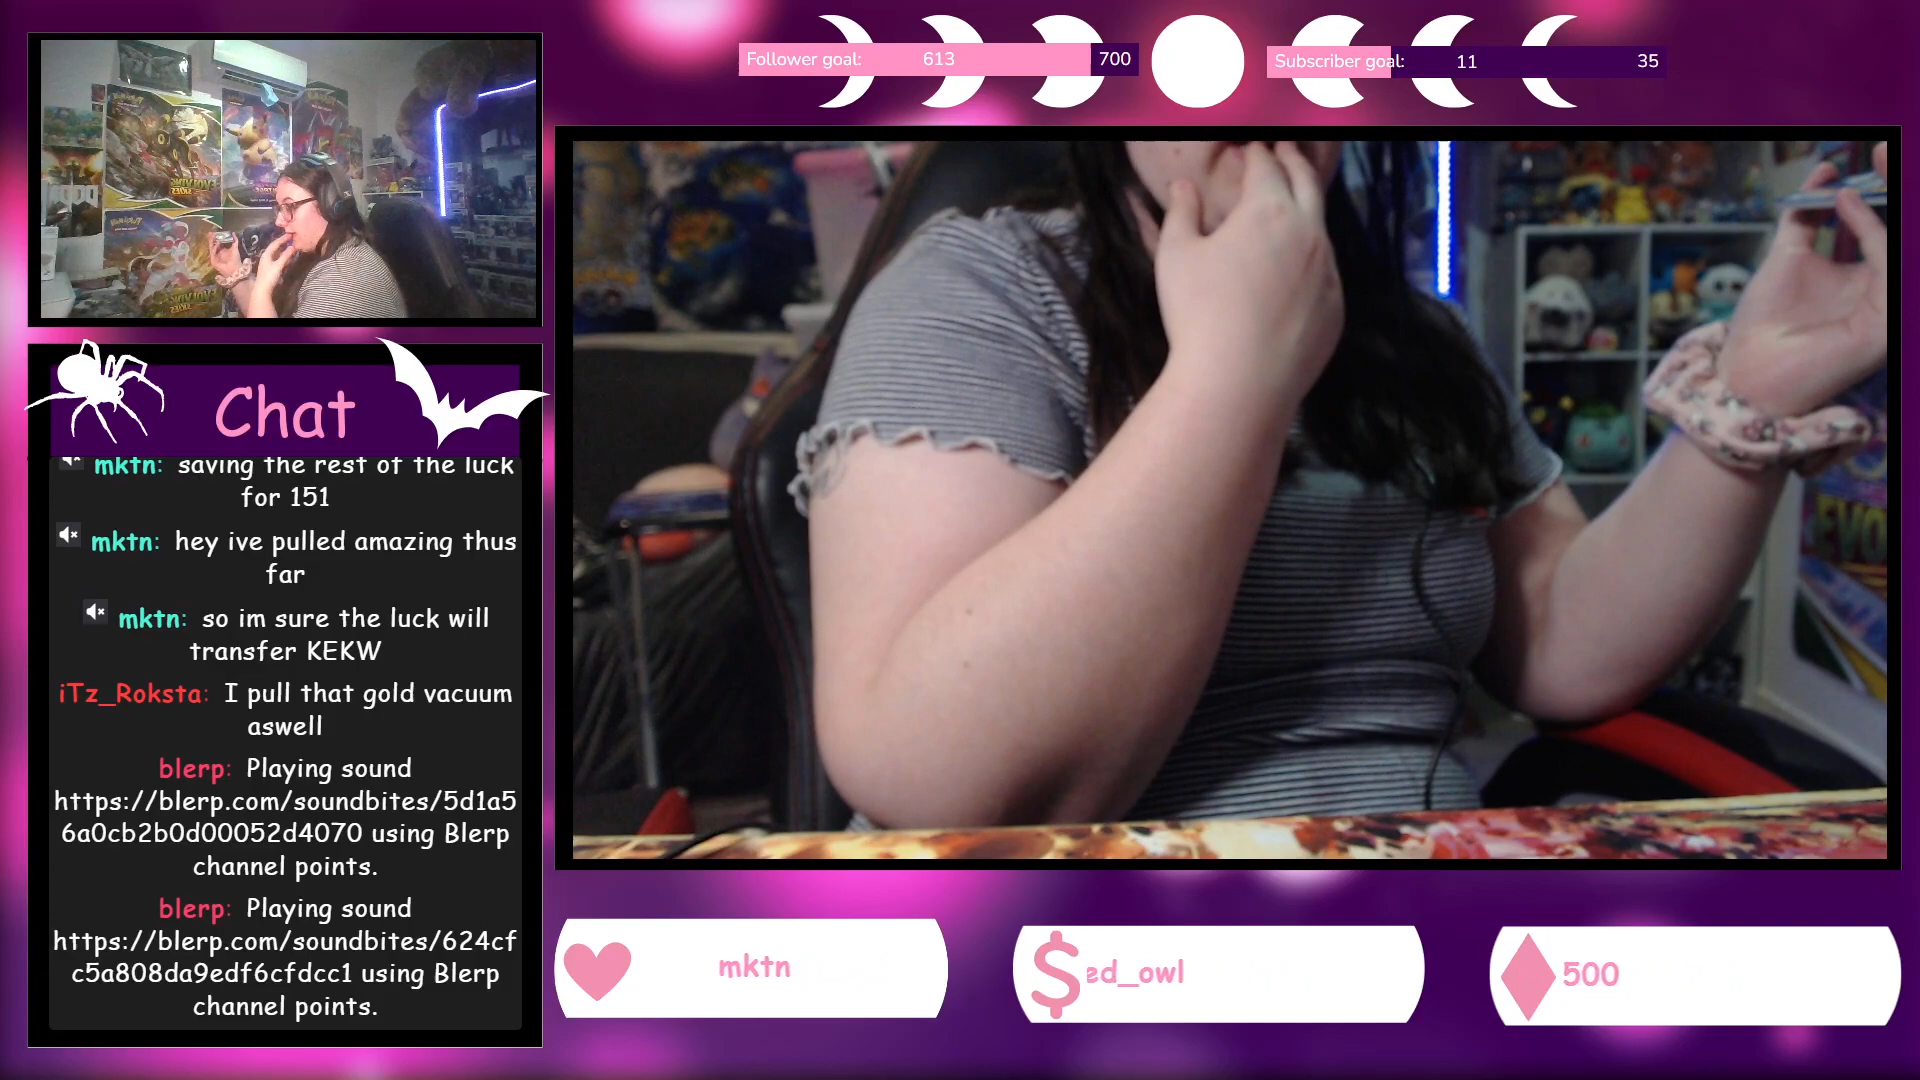 Follower goal: 613 700
Subscriber goal: 11 35
Chat
mktn: saving the rest of the luck
for 151
mktn: hey ive pulled amazing thus
far
mktn: so im sure the luck will
transfer KEKW
iTz_Roksta: I pull that gold vacuum
aswell
blerp: Playing sound
https://blerp.com/soundbites/5d1a5
6a0cb2b0d00052d4070 using Blerp
channel points.
blerp: Playing sound
https://blerp.com/soundbites/624cf
c5a808da9edf6cfdcc1 using Blerp
channel points.
mktn
ed_owl
500